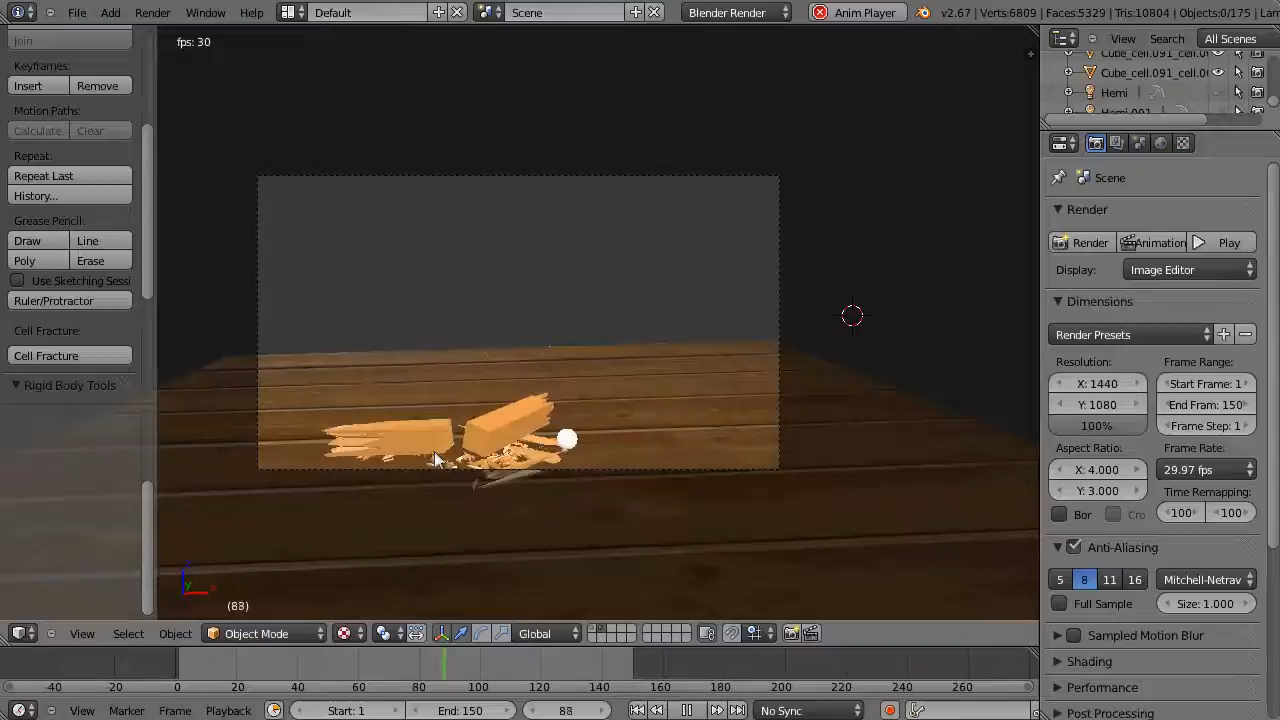 File Add Render Window Help Default Scene Blender Render Anim Player v2.67 | Verts:6809 | Faces:5329 | Tris:10804 | Objects:0/175 |
Join
Keyframes:
Insert Remove
Motion Paths:
Calculate Clear
Repeat:
Repeat Last
History...
Grease Pencil:
Draw Line
Poly Erase
Use Sketching Sessi
Ruler/Protractor
Cell Fracture:
Cell Fracture
Rigid Body Tools
fps: 30
(83)
View Search All Scenes
Cube_cell.091_cell.0
Cube_cell.091_cell.0
Hemi
Hemi.001
Scene
Render
Render Animation Play
Display: Image Editor
Dimensions
Render Presets
Resolution: Frame Range:
X: 1440 Start Frame: 1
Y: 1080 End Fram: 150
100% Frame Step: 1
Aspect Ratio: Frame Rate:
X: 4.000 29.97 fps
Y: 3.000 Time Remapping:
Bor Cro 100 100
Anti-Aliasing
5 8 11 16 Mitchell-Netrav
Full Sample Size: 1.000
Sampled Motion Blur
Shading
Performance
Post Processing
View Select Object Object Mode Global
-40 -20 0 20 40 60 80 100 120 140 160 180 200 220 240 260
View Marker Frame Playback Start: 1 End: 150 83 No Sync